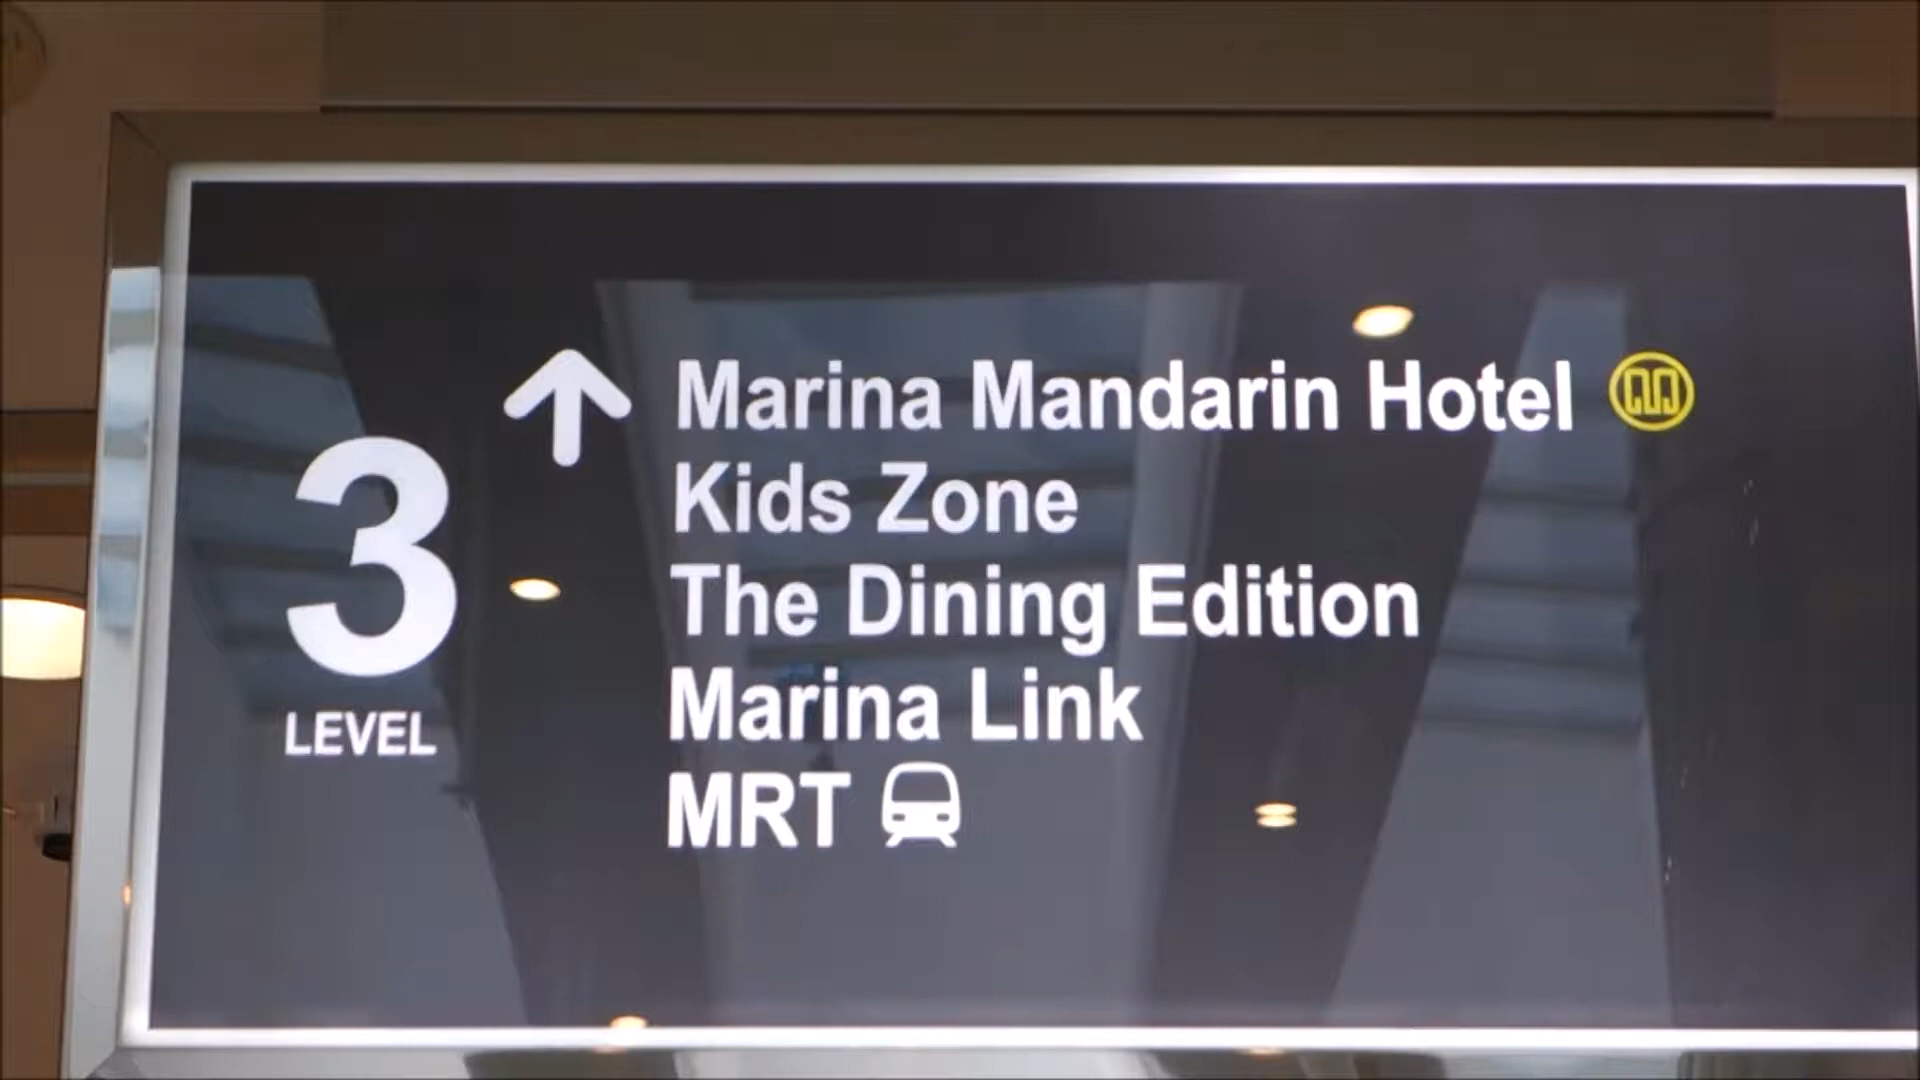 3
LEVEL
Marina Mandarin Hotel
Kids Zone
The Dining Edition
Marina Link
MRT